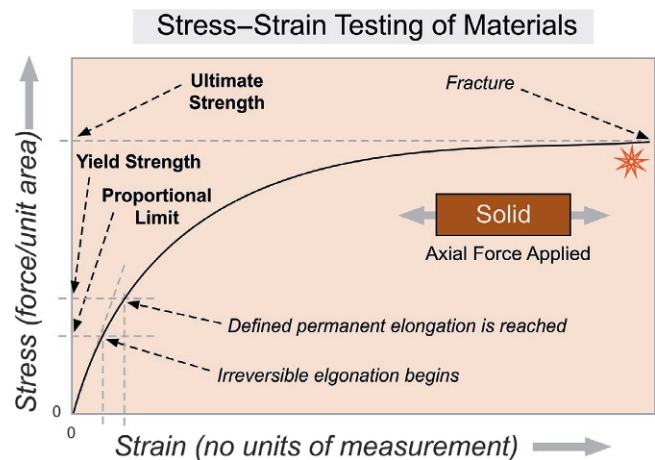 Stress–Strain Testing of Materials
Ultimate
Strength
Fracture
Yield Strength
Proportional
Limit
Solid
Axial Force Applied
Defined permanent elongation is reached
Irreversible elgonation begins
Stress (force/unit area)
0
0
Strain (no units of measurement)